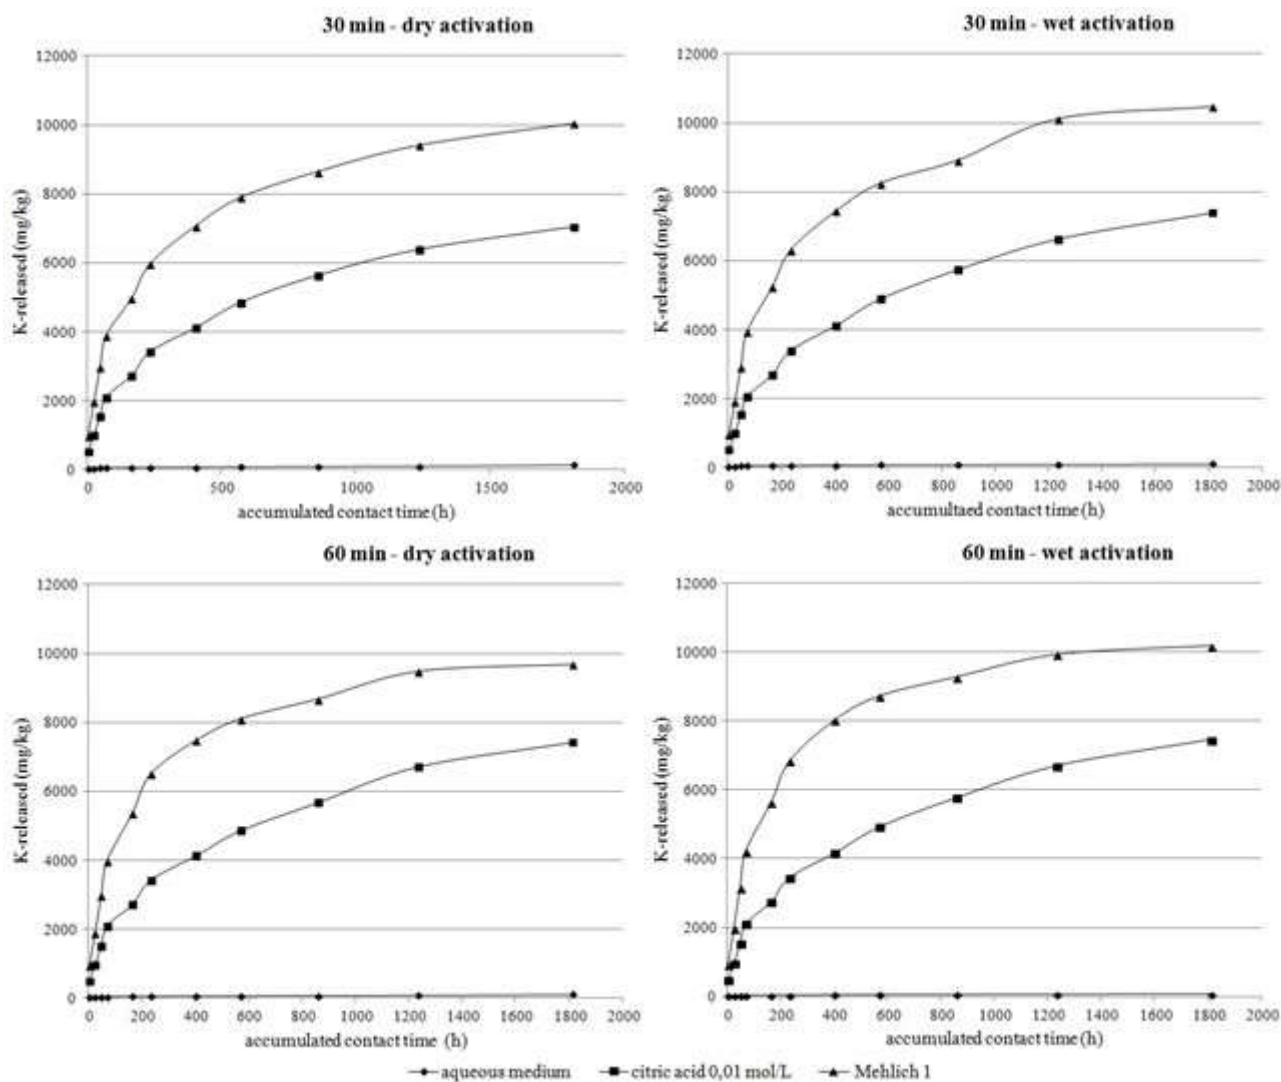 30 min - dry activation
12000
10000
8000
6000
4000
2000
0
K-released (mg/kg)
0 500 1000 1500 2000
accumulated contact time (h)
30 min - wet activation
12000
10000
8000
6000
4000
2000
0
K-released (mg/kg)
0 200 400 600 800 1000 1200 1400 1600 1800 2000
accumultaed contact time (h)
60 min - dry activation
12000
10000
8000
6000
4000
2000
0
K-released (mg/kg)
0 200 400 600 800 1000 1200 1400 1600 1800 2000
accumulated contact time (h)
60 min - wet activation
12000
10000
8000
6000
4000
2000
0
K-released (mg/kg)
0 200 400 600 800 1000 1200 1400 1600 1800 2000
accumulated contact time (h)
aqueous medium citric acid 0,01 mol/L Mehlich 1